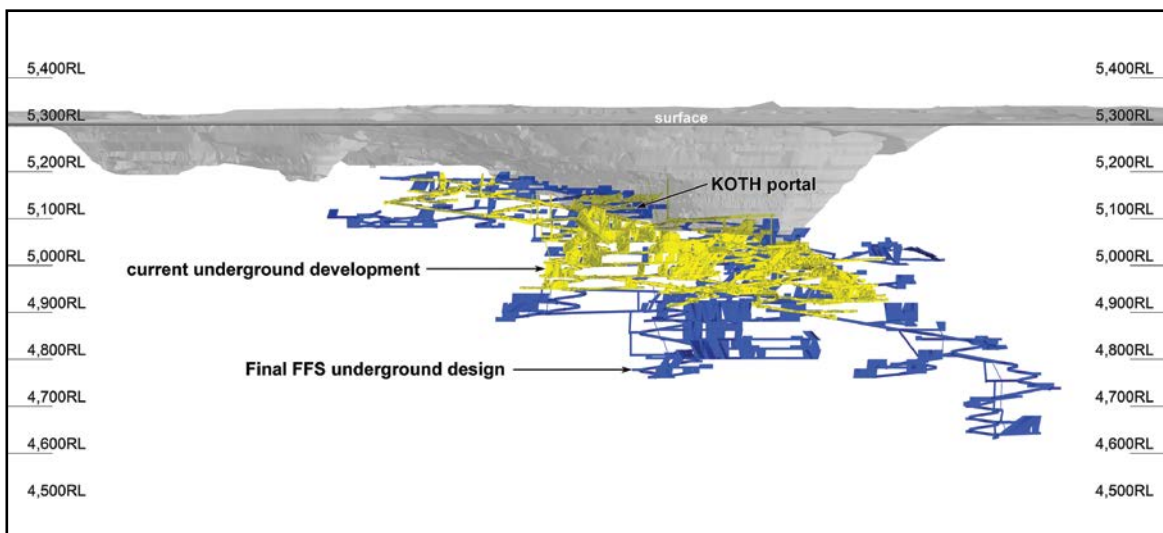 5,400RL 5,400RL
surface
5,300RL 5,300RL
5,200RL 5,200RL
KOTH portal
5,100RL 5,100RL
current underground development
5,000RL 5,000RL
4,900RL 4,900RL
4,800RL 4,800RL
Final FFS underground design
4,700RL 4,700RL
4,600RL 4,600RL
4,500RL 4,500RL